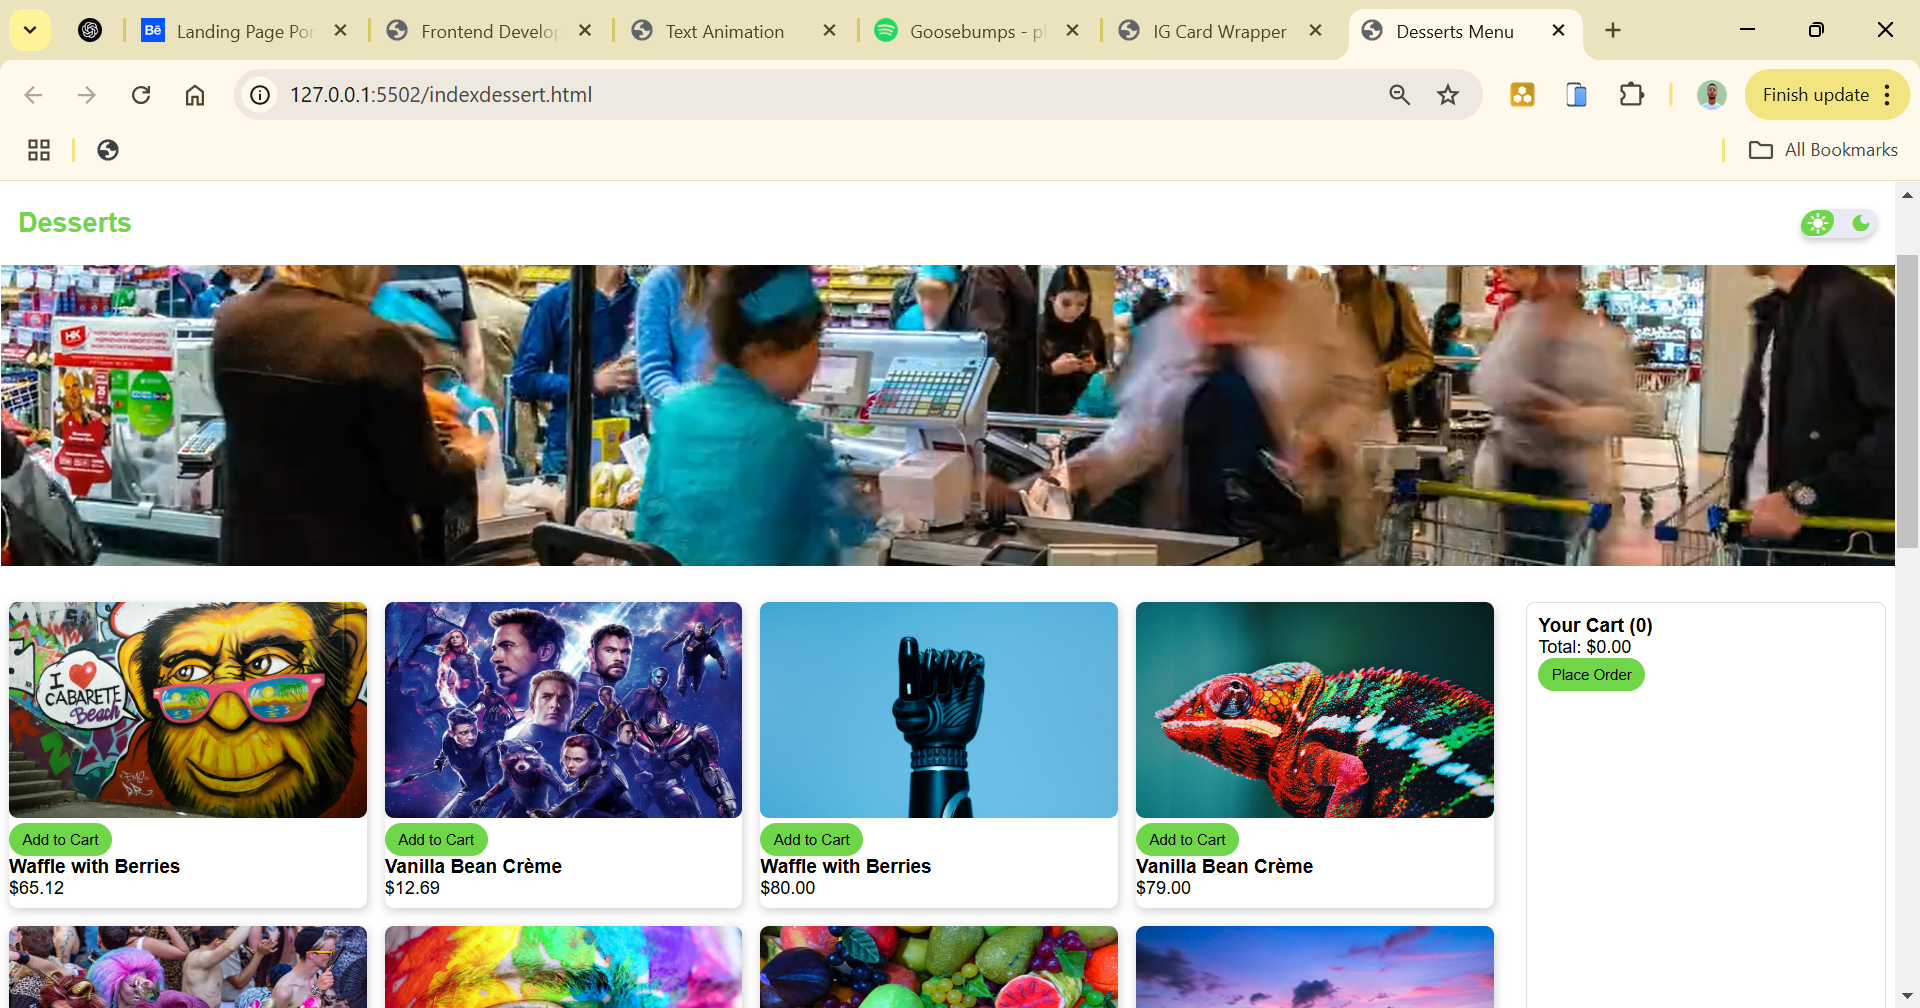 Landing Page Por
Frontend Develop
Text Animation
Goosebumps - pl
IG Card Wrapper
Desserts Menu
127.0.0.1:5502/indexdessert.html
Finish update
All Bookmarks
Desserts
I
CABARETE
Beach
Add to Cart
Waffle with Berries
$65.12
Add to Cart
Vanilla Bean Crème
$12.69
Add to Cart
Waffle with Berries
$80.00
Add to Cart
Vanilla Bean Crème
$79.00
Your Cart (0)
Total: $0.00
Place Order